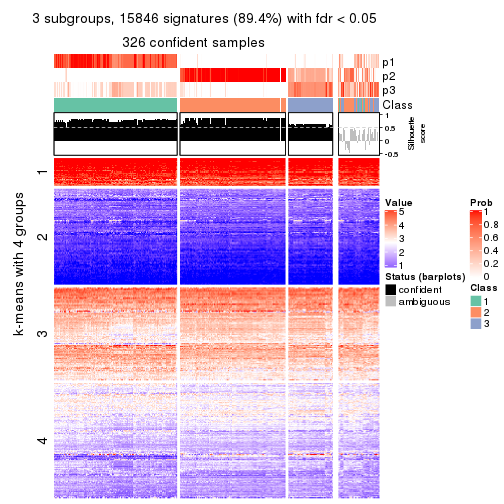 3 subgroups, 15846 signatures (89.4%) with fdr < 0.05
326 confident samples
p1
p2
p3
Class
1
0.5
0
-0.5
Silhouette
score
k-means with 4 groups
1
2
3
4
Value
5
4
3
2
1
Status (barplots)
confident
ambiguous
Prob
1
0.8
0.6
0.4
0.2
0
Class
1
2
3